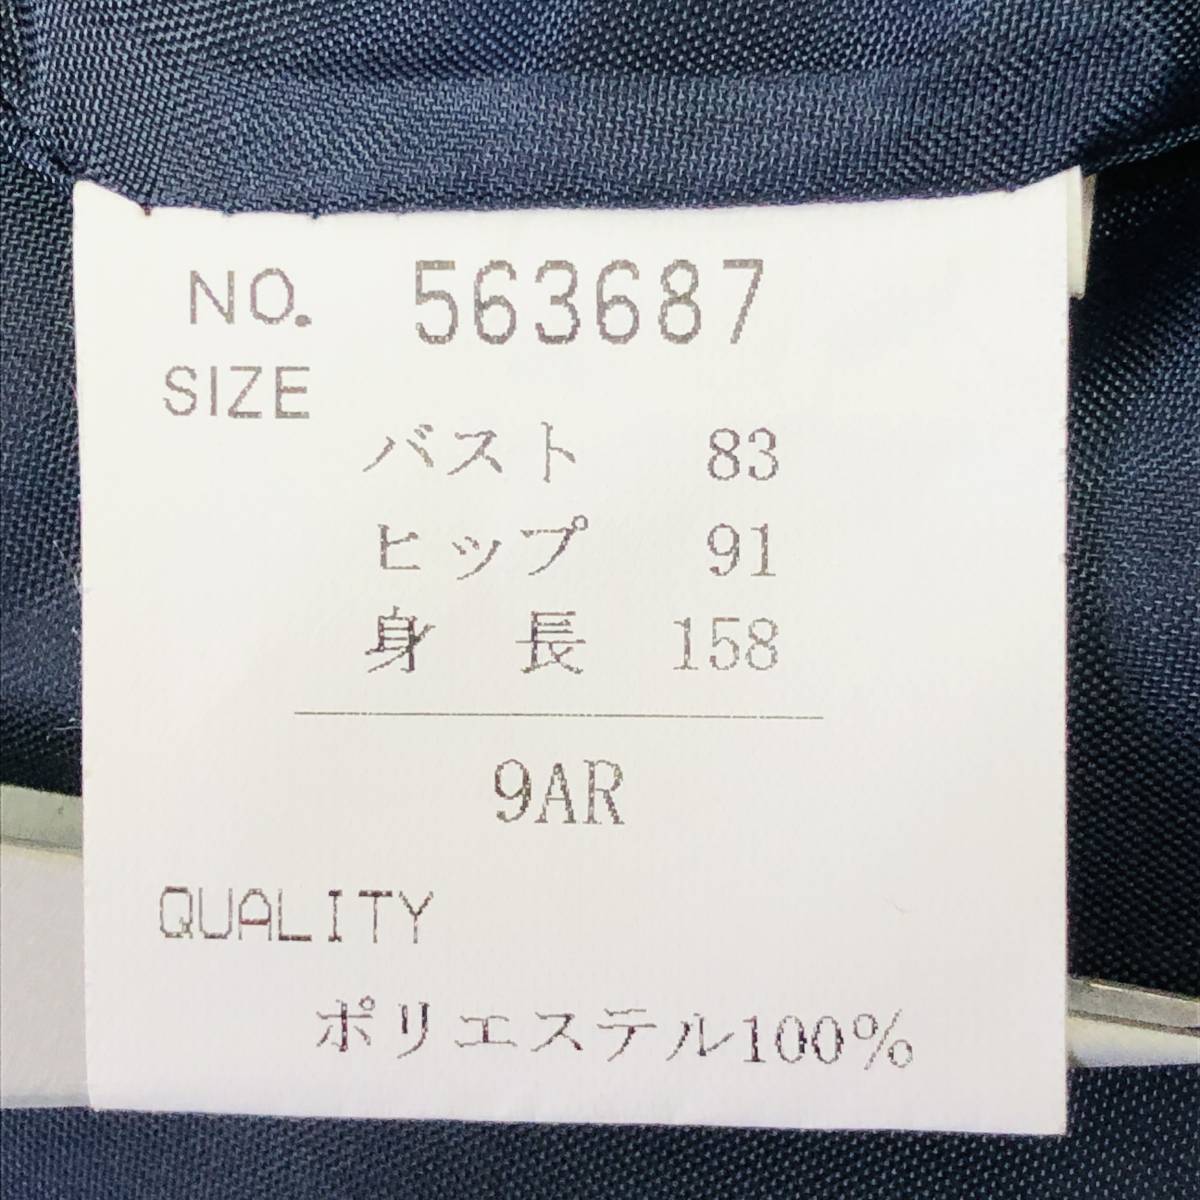 NO. 563687
SIZE
バスト 83
ヒップ 91
身 長 158
9AR
QUALITY
ポリエステル100%